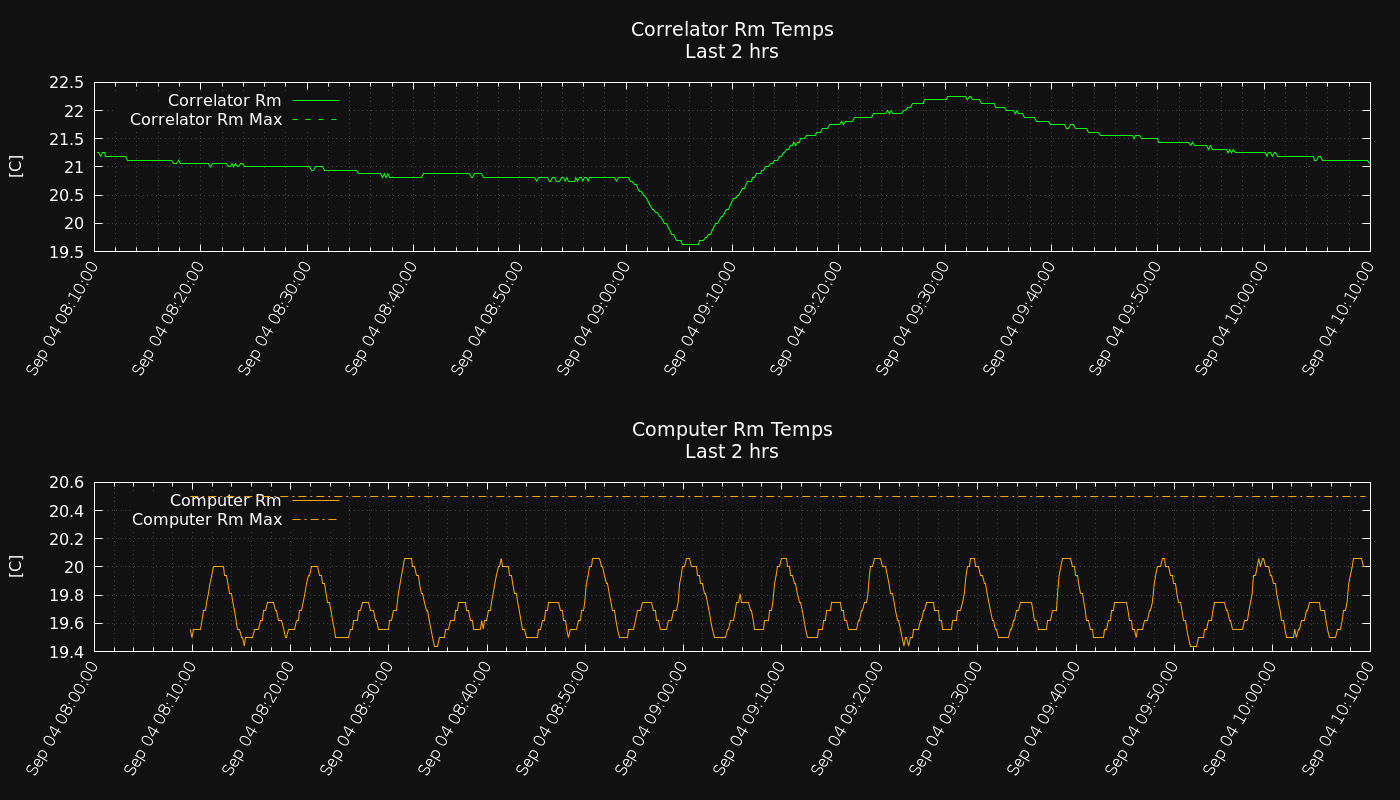 Correlator Rm Temps
Last 2 hrs
22.5
22
21.5
21
20.5
20
19.5
[C]
Correlator Rm
Correlator Rm Max
Sep 04 08:10:00
Sep 04 08:20:00
Sep 04 08:30:00
Sep 04 08:40:00
Sep 04 08:50:00
Sep 04 09:00:00
Sep 04 09:10:00
Sep 04 09:20:00
Sep 04 09:30:00
Sep 04 09:40:00
Sep 04 09:50:00
Sep 04 10:00:00
Sep 04 10:10:00
Computer Rm Temps
Last 2 hrs
20.6
20.4
20.2
20
19.8
19.6
19.4
[C]
Computer Rm
Computer Rm Max
Sep 04 08:00:00
Sep 04 08:10:00
Sep 04 08:20:00
Sep 04 08:30:00
Sep 04 08:40:00
Sep 04 08:50:00
Sep 04 09:00:00
Sep 04 09:10:00
Sep 04 09:20:00
Sep 04 09:30:00
Sep 04 09:40:00
Sep 04 09:50:00
Sep 04 10:00:00
Sep 04 10:10:00